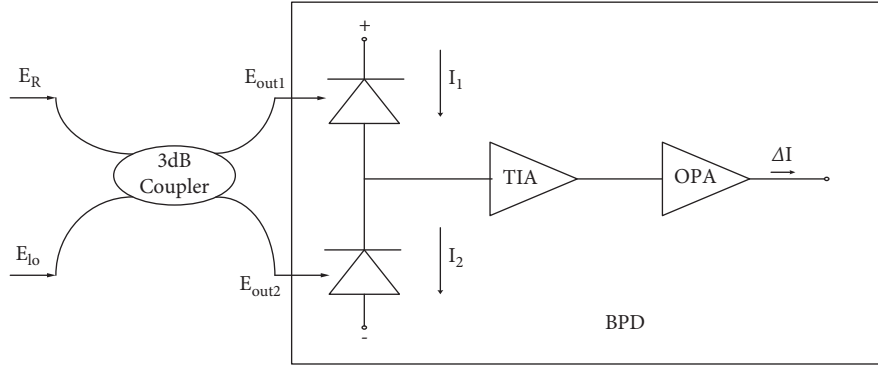 E_R
E_lo
3dB
Coupler
E_out1
E_out2
+
I_1
I_2
-
TIA
OPA
ΔI
BPD